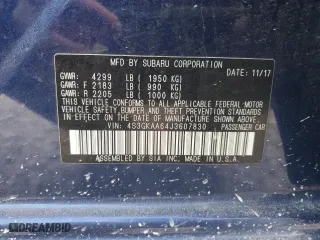 MFD BY SUBARU CORPORATION
GVWR: 4299 LB ( 1950 KG) DATE: 11/17
GAWR: F 2183 LB ( 990 KG)
GAWR: R 2205 LB ( 1000 KG)
THIS VEHICLE CONFORMS TO ALL APPLICABLE FEDERAL MOTOR
VEHICLE SAFETY, BUMPER, AND THEFT PREVENTION STANDARDS
IN EFFECT ON THE DATE OF MANUFACTURE SHOWN ABOVE.
VIN: 4S3GKAA64J3607830 PASSENGER CAR
ASSEMBLED BY SIA INC., MADE IN U.S.A.
AutoBidMaster